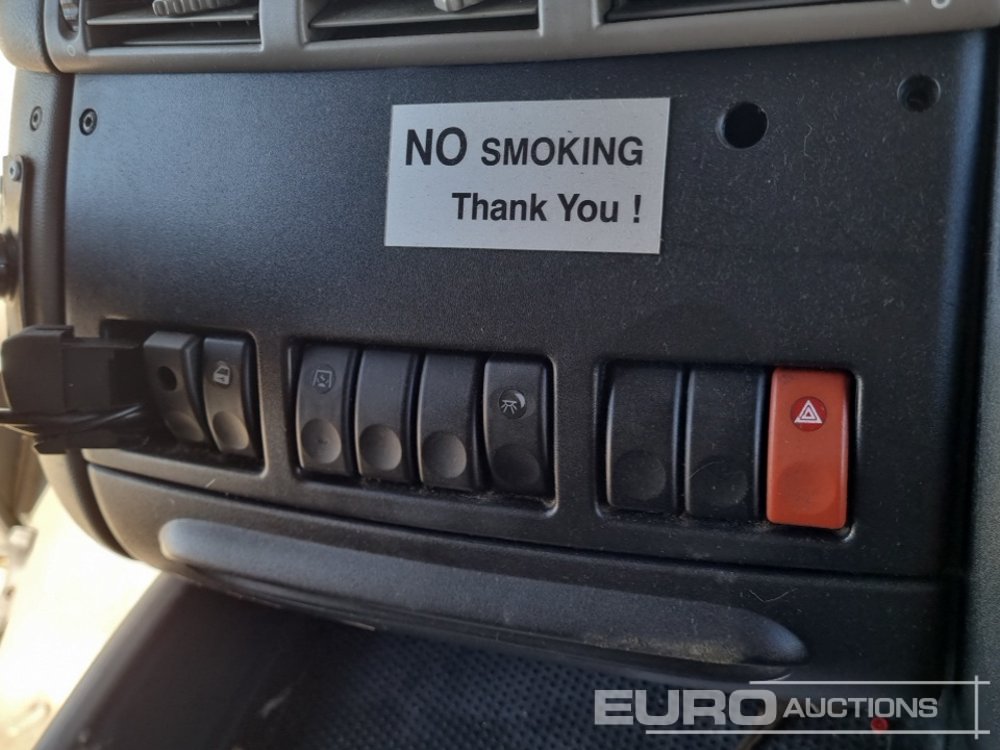 NO SMOKING
Thank You !
EURO AUCTIONS